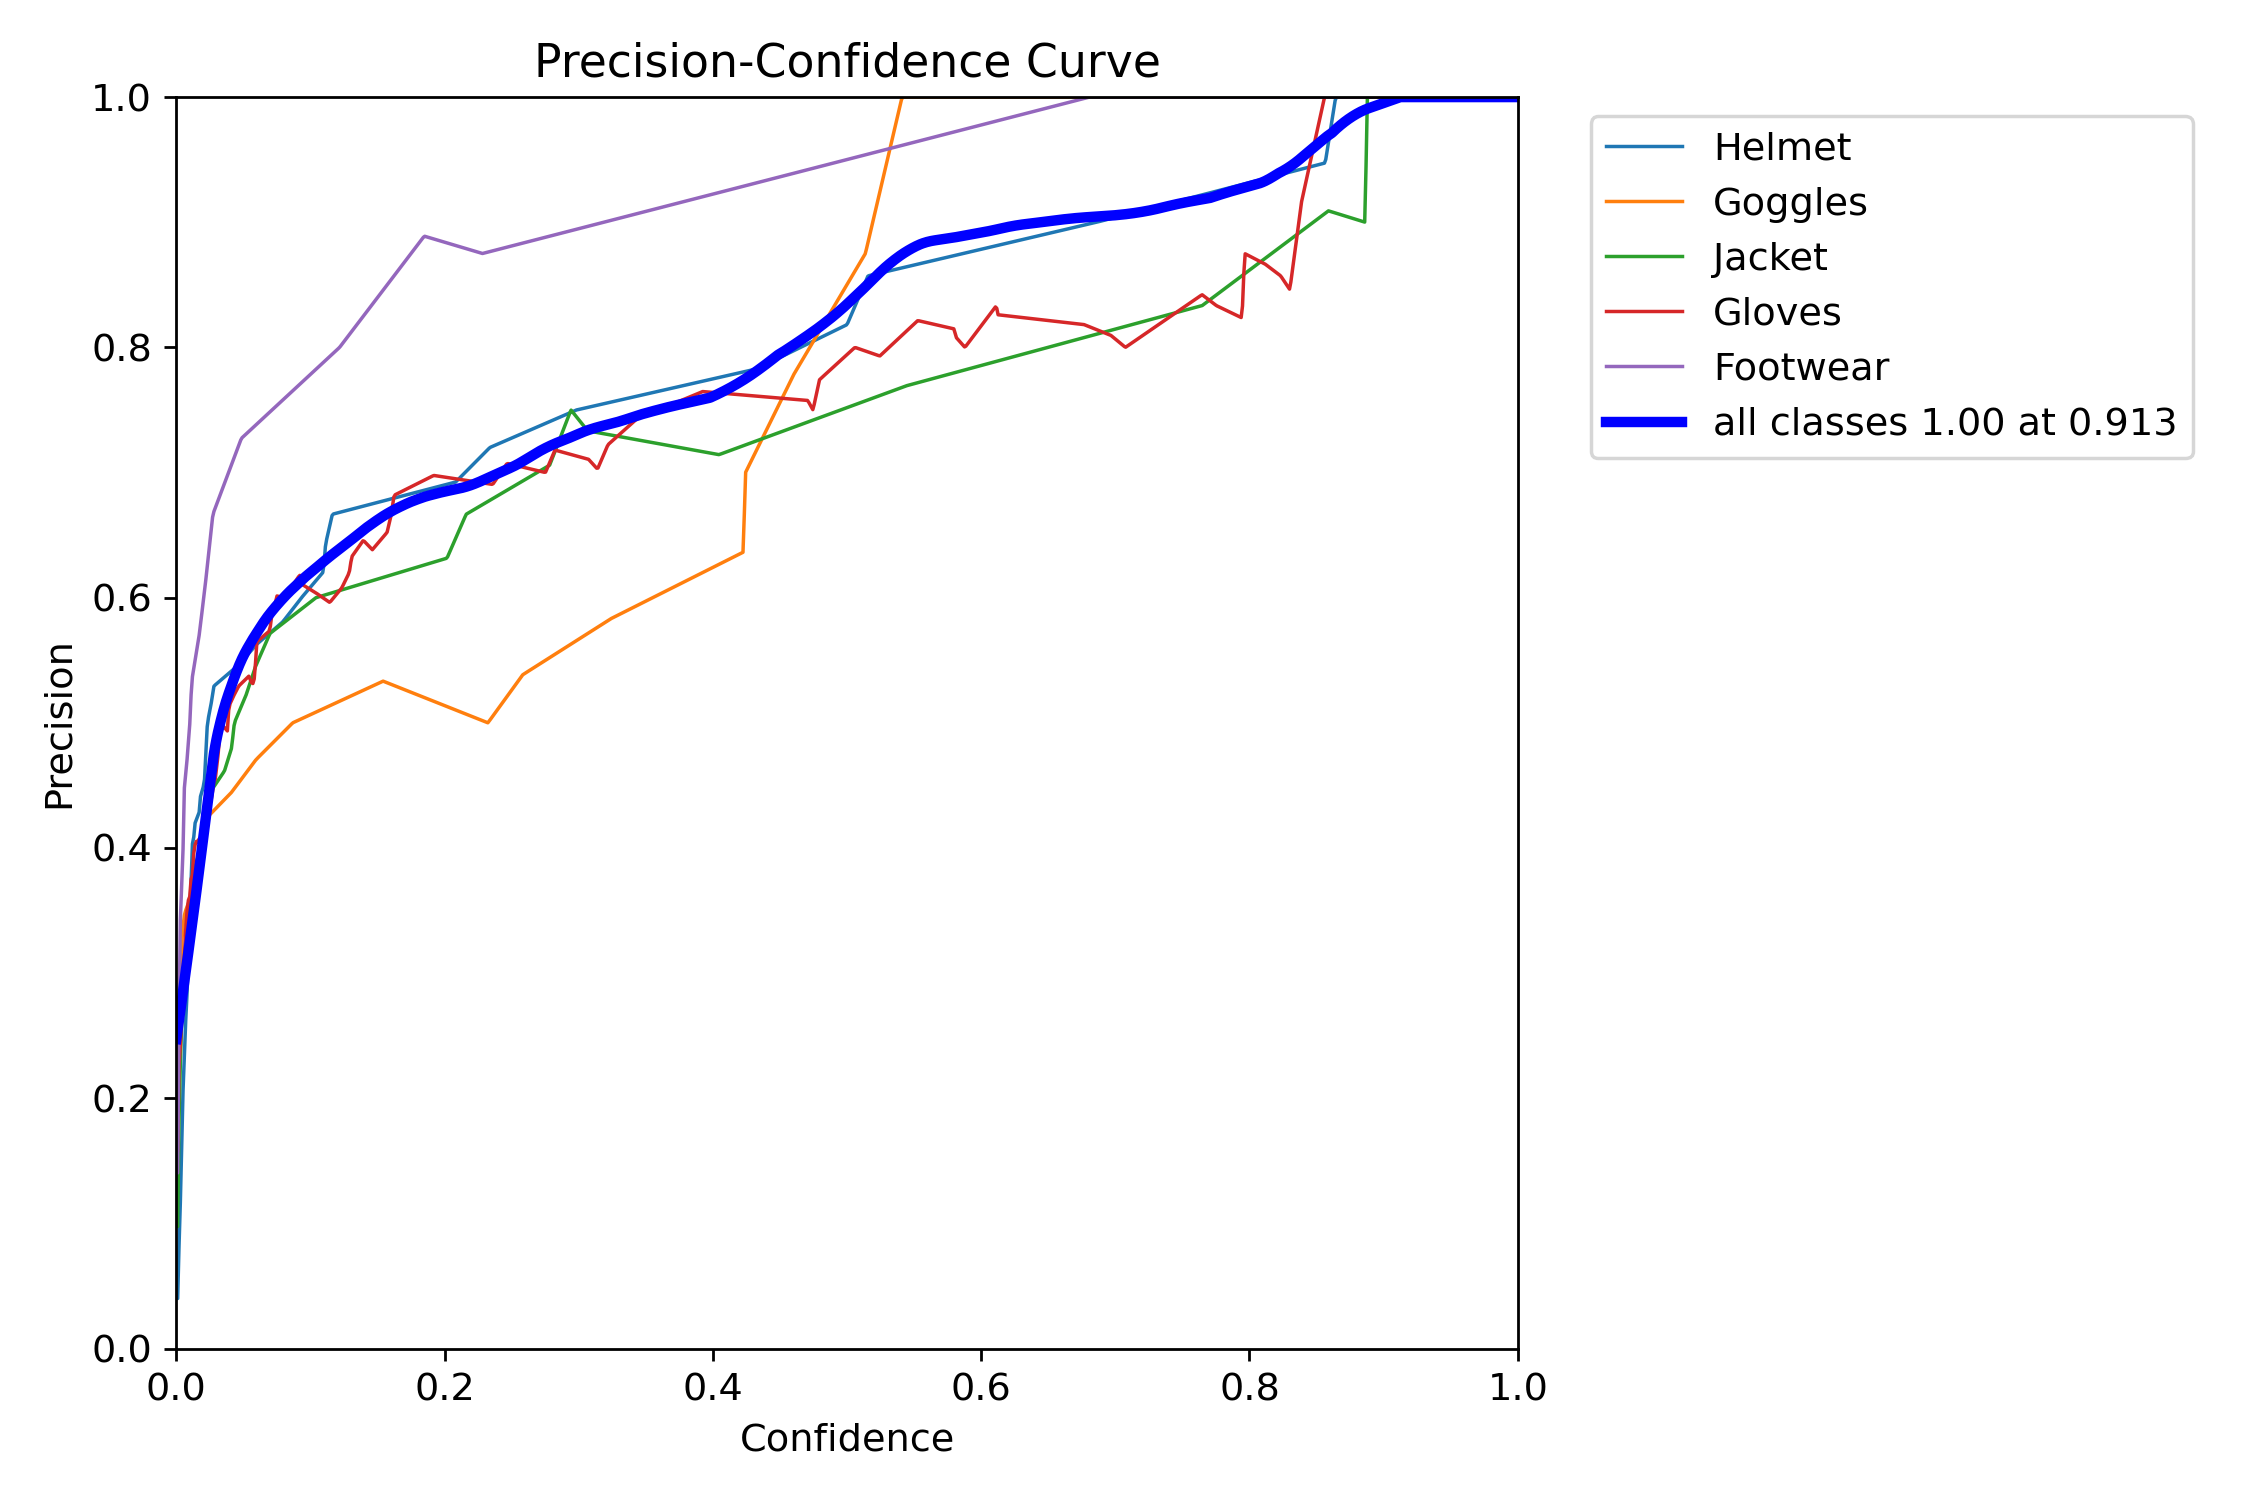 Precision-Confidence Curve
1.0
0.8
0.6
0.4
0.2
0.0
Precision
0.0 0.2 0.4 0.6 0.8 1.0
Confidence
Helmet
Goggles
Jacket
Gloves
Footwear
all classes 1.00 at 0.913